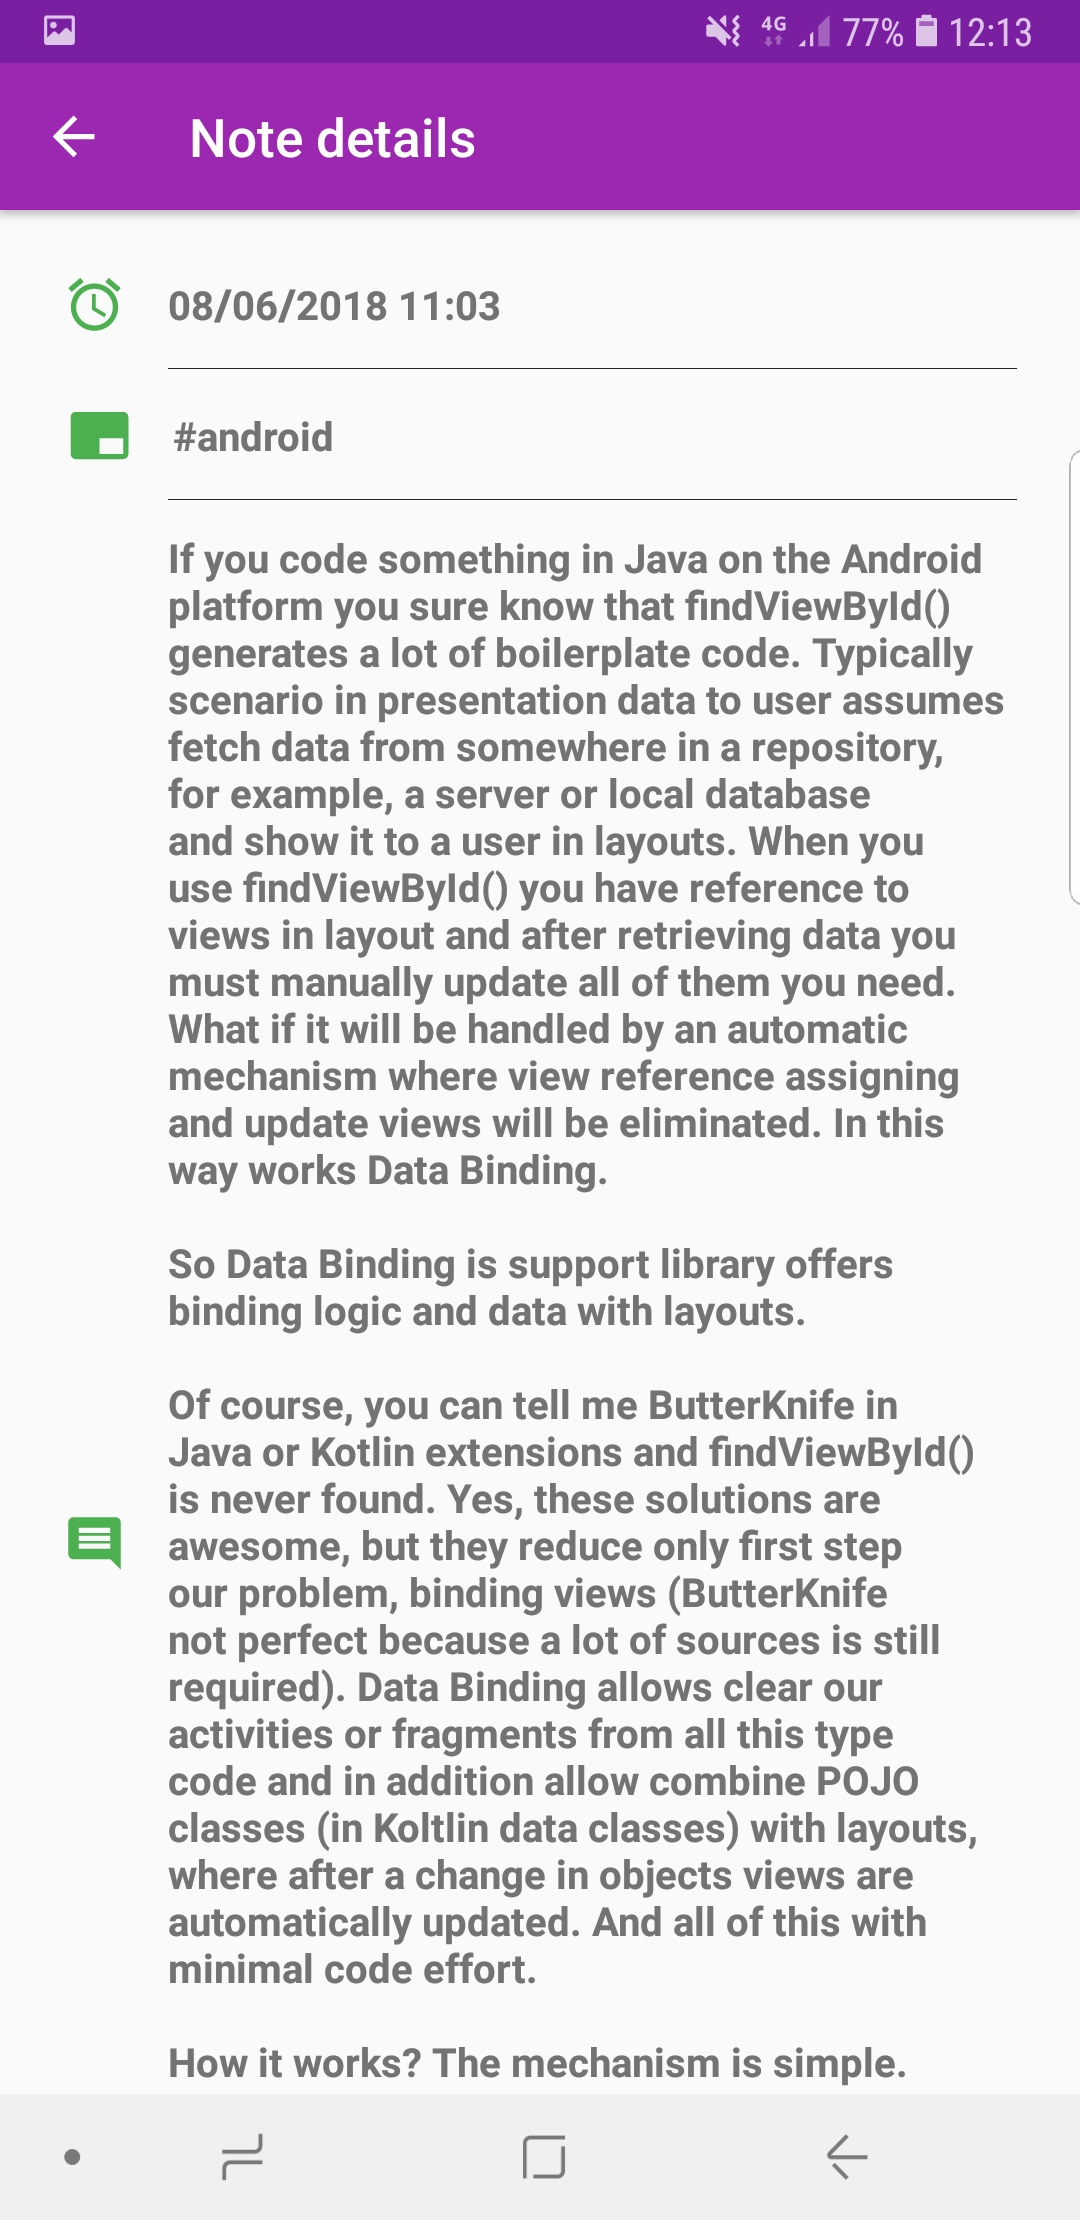 4G 77% 12:13
Note details
08/06/2018 11:03
#android
If you code something in Java on the Android
platform you sure know that findViewById()
generates a lot of boilerplate code. Typically
scenario in presentation data to user assumes
fetch data from somewhere in a repository,
for example, a server or local database
and show it to a user in layouts. When you
use findViewById() you have reference to
views in layout and after retrieving data you
must manually update all of them you need.
What if it will be handled by an automatic
mechanism where view reference assigning
and update views will be eliminated. In this
way works Data Binding.
So Data Binding is support library offers
binding logic and data with layouts.
Of course, you can tell me ButterKnife in
Java or Kotlin extensions and findViewById()
is never found. Yes, these solutions are
awesome, but they reduce only first step
our problem, binding views (ButterKnife
not perfect because a lot of sources is still
required). Data Binding allows clear our
activities or fragments from all this type
code and in addition allow combine POJO
classes (in Koltlin data classes) with layouts,
where after a change in objects views are
automatically updated. And all of this with
minimal code effort.
How it works? The mechanism is simple.